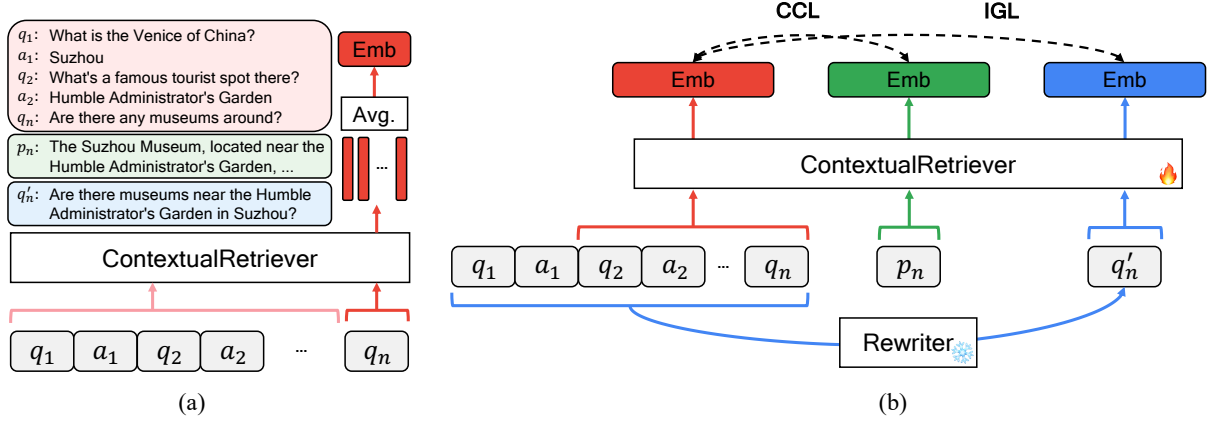 q₁: What is the Venice of China?
a₁: Suzhou
q₂: What's a famous tourist spot there?
a₂: Humble Administrator's Garden
qₙ: Are there any museums around?
pₙ: The Suzhou Museum, located near the
Humble Administrator's Garden, ...
q′ₙ: Are there museums near the Humble
Administrator's Garden in Suzhou?
Emb
Avg.
...
ContextualRetriever
q₁ a₁ q₂ a₂ ... qₙ
(a)
CCL IGL
Emb Emb Emb
ContextualRetriever
q₁ a₁ q₂ a₂ ... qₙ pₙ q′ₙ
Rewriter
(b)